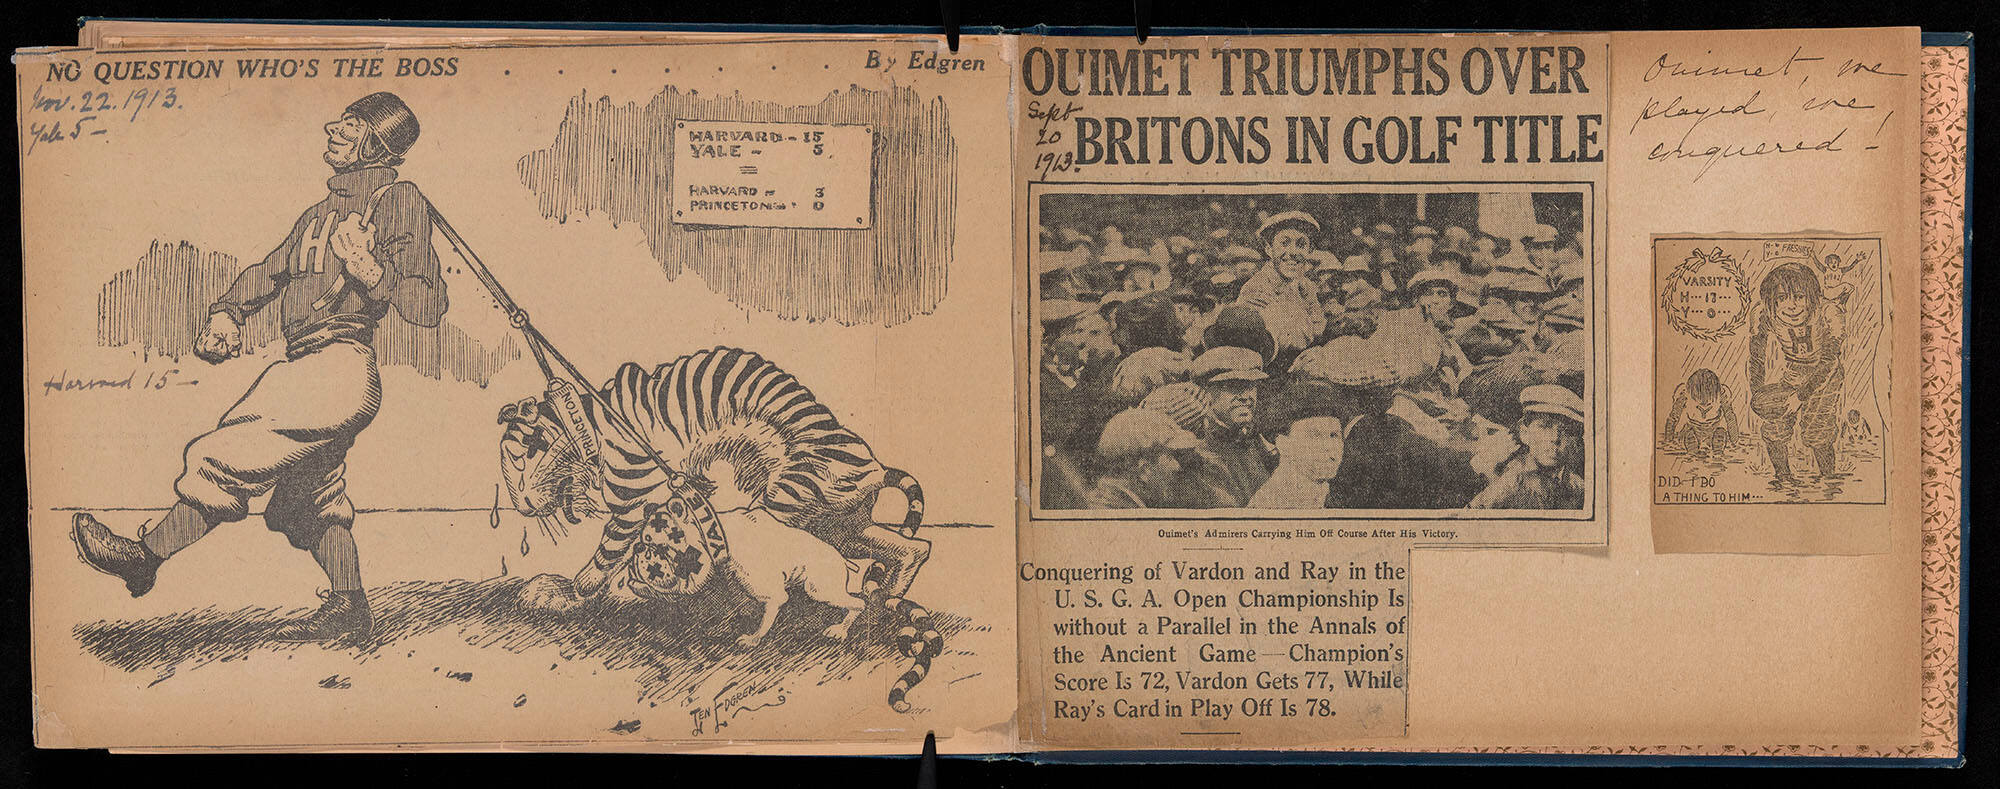 NO QUESTION WHO'S THE BOSS . . . . . . . By Edgren
Nov. 22. 1913.
Yale 5 —
HARVARD - 15
YALE - 5
HARVARD - 3
PRINCETON - 0
H
Harvard 15 —
PRINCETON
YALE
TEN EDGREN
OUIMET TRIUMPHS OVER
BRITONS IN GOLF TITLE
Sept
20
1913.
Ouimet's Admirers Carrying Him Off Course After His Victory.
Conquering of Vardon and Ray in the
U. S. G. A. Open Championship Is
without a Parallel in the Annals of
the Ancient Game — Champion's
Score Is 72, Vardon Gets 77, While
Ray's Card in Play Off Is 78.
Ouimet, we
played, we,
conquered —
VARSITY
H--- 13---
Y--- 0---
FRESHIES
DID I DO
A THING TO HIM...